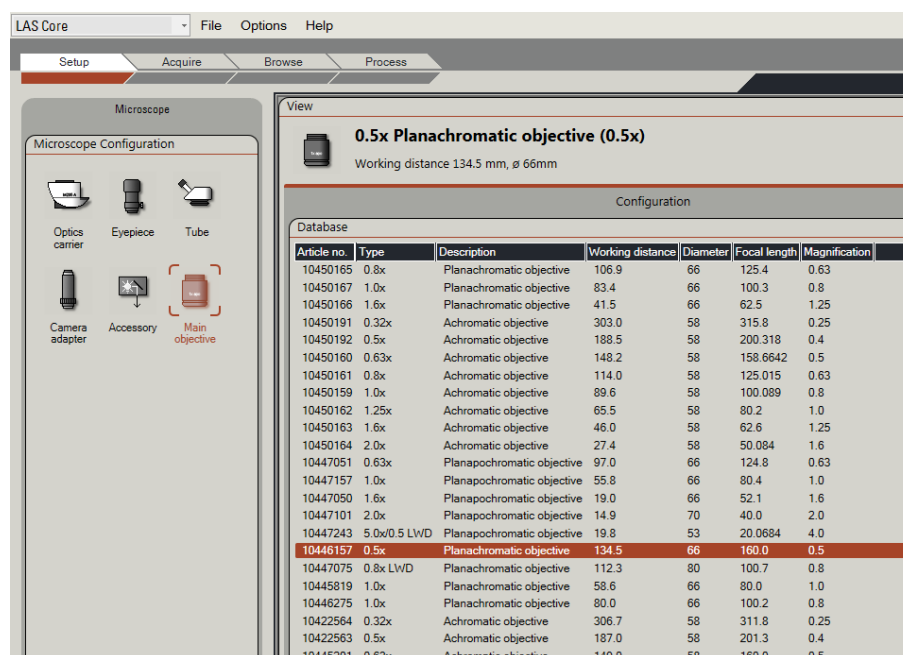 LAS Core File Options Help
Setup Acquire Browse Process
Microscope
Microscope Configuration
Optics carrier
Eyepiece
Tube
Camera adapter
Accessory
Main objective
View
0.5x Planachromatic objective (0.5x)
Working distance 134.5 mm, ø 66mm
Configuration
Database
Article no. Type Description Working distance Diameter Focal length Magnification
10450165 0.8x Planachromatic objective 106.9 66 125.4 0.63
10450167 1.0x Planachromatic objective 83.4 66 100.3 0.8
10450166 1.6x Planachromatic objective 41.5 66 62.5 1.25
10450191 0.32x Achromatic objective 303.0 58 315.8 0.25
10450192 0.5x Achromatic objective 188.5 58 200.318 0.4
10450160 0.63x Achromatic objective 148.2 58 158.6642 0.5
10450161 0.8x Achromatic objective 114.0 58 125.015 0.63
10450159 1.0x Achromatic objective 89.6 58 100.089 0.8
10450162 1.25x Achromatic objective 65.5 58 80.2 1.0
10450163 1.6x Achromatic objective 46.0 58 62.6 1.25
10450164 2.0x Achromatic objective 27.4 58 50.084 1.6
10447051 0.63x Planapochromatic objective 97.0 66 124.8 0.63
10447157 1.0x Planapochromatic objective 55.8 66 80.4 1.0
10447050 1.6x Planapochromatic objective 19.0 66 52.1 1.6
10447101 2.0x Planapochromatic objective 14.9 70 40.0 2.0
10447243 5.0x/0.5 LWD Planapochromatic objective 19.8 53 20.0684 4.0
10446157 0.5x Planachromatic objective 134.5 66 160.0 0.5
10447075 0.8x LWD Planachromatic objective 112.3 80 100.7 0.8
10445819 1.0x Planachromatic objective 58.6 66 80.0 1.0
10446275 1.0x Planachromatic objective 80.0 66 100.2 0.8
10422564 0.32x Achromatic objective 306.7 58 311.8 0.25
10422563 0.5x Achromatic objective 187.0 58 201.3 0.4